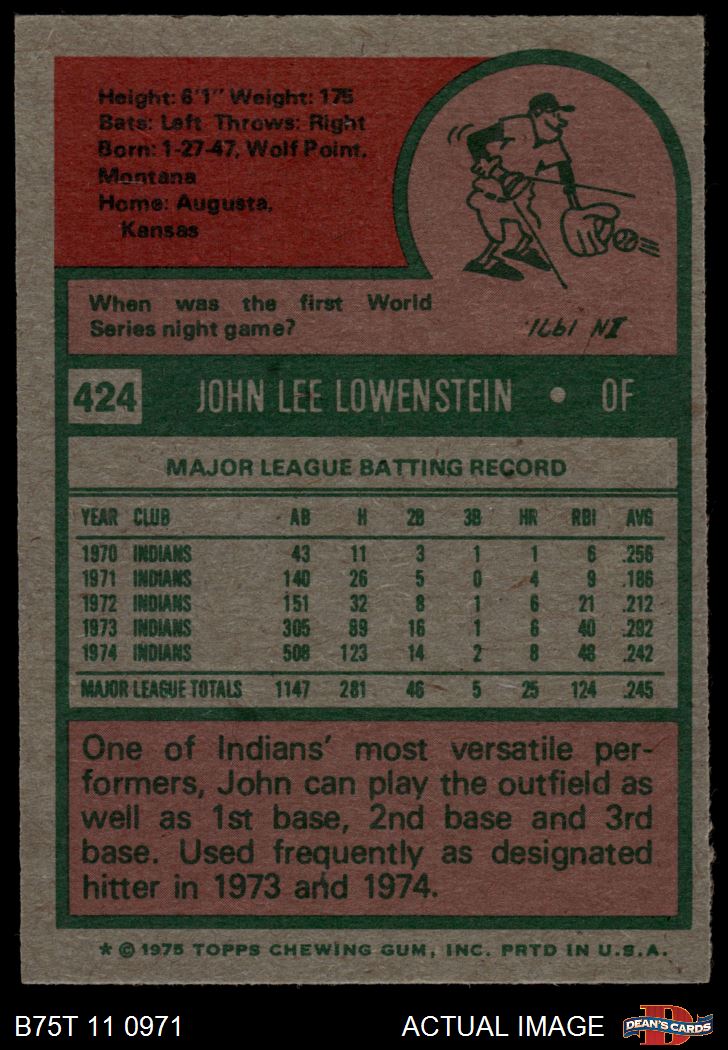 Height: 6'1" Weight: 175
Bats: Left Throws: Right
Born: 1-27-47, Wolf Point,
Montana
Home: Augusta,
Kansas
When was the first World
Series night game?
IN 1971.
424 JOHN LEE LOWENSTEIN • OF
MAJOR LEAGUE BATTING RECORD
YEAR CLUB AB H 2B 3B HR RBI AVG
1970 INDIANS 43 11 3 1 1 6 .256
1971 INDIANS 140 26 5 0 4 9 .186
1972 INDIANS 151 32 8 1 6 21 .212
1973 INDIANS 305 89 16 1 6 40 .292
1974 INDIANS 508 123 14 2 8 48 .242
MAJOR LEAGUE TOTALS 1147 281 46 5 25 124 .245
One of Indians' most versatile per-
formers, John can play the outfield as
well as 1st base, 2nd base and 3rd
base. Used frequently as designated
hitter in 1973 and 1974.
* © 1975 TOPPS CHEWING GUM, INC. PRTD IN U.S.A.
B75T 11 0971 ACTUAL IMAGE D DEAN'S CARDS